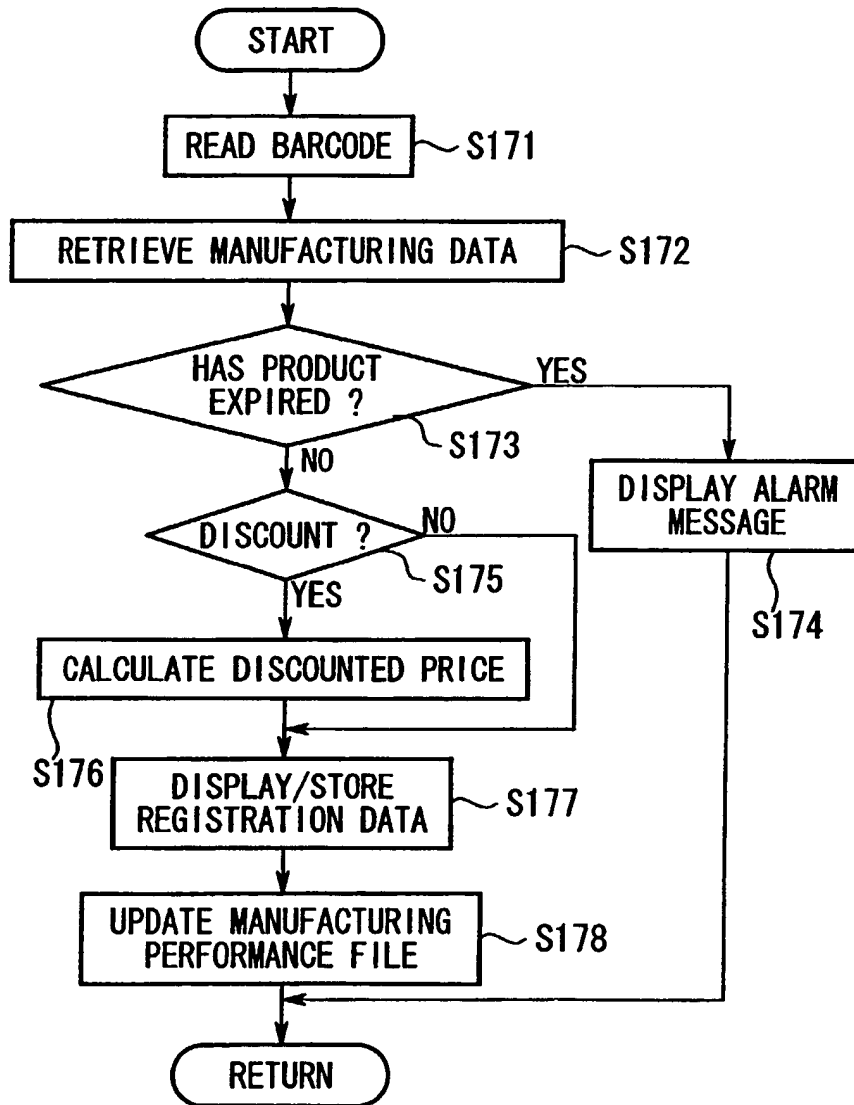 START
READ BARCODE
S171
RETRIEVE MANUFACTURING DATA
S172
HAS PRODUCT
EXPIRED ?
YES
S173
NO
DISPLAY ALARM
MESSAGE
S174
DISCOUNT ?
NO
S175
YES
CALCULATE DISCOUNTED PRICE
S176
DISPLAY/STORE
REGISTRATION DATA
S177
UPDATE MANUFACTURING
PERFORMANCE FILE
S178
RETURN